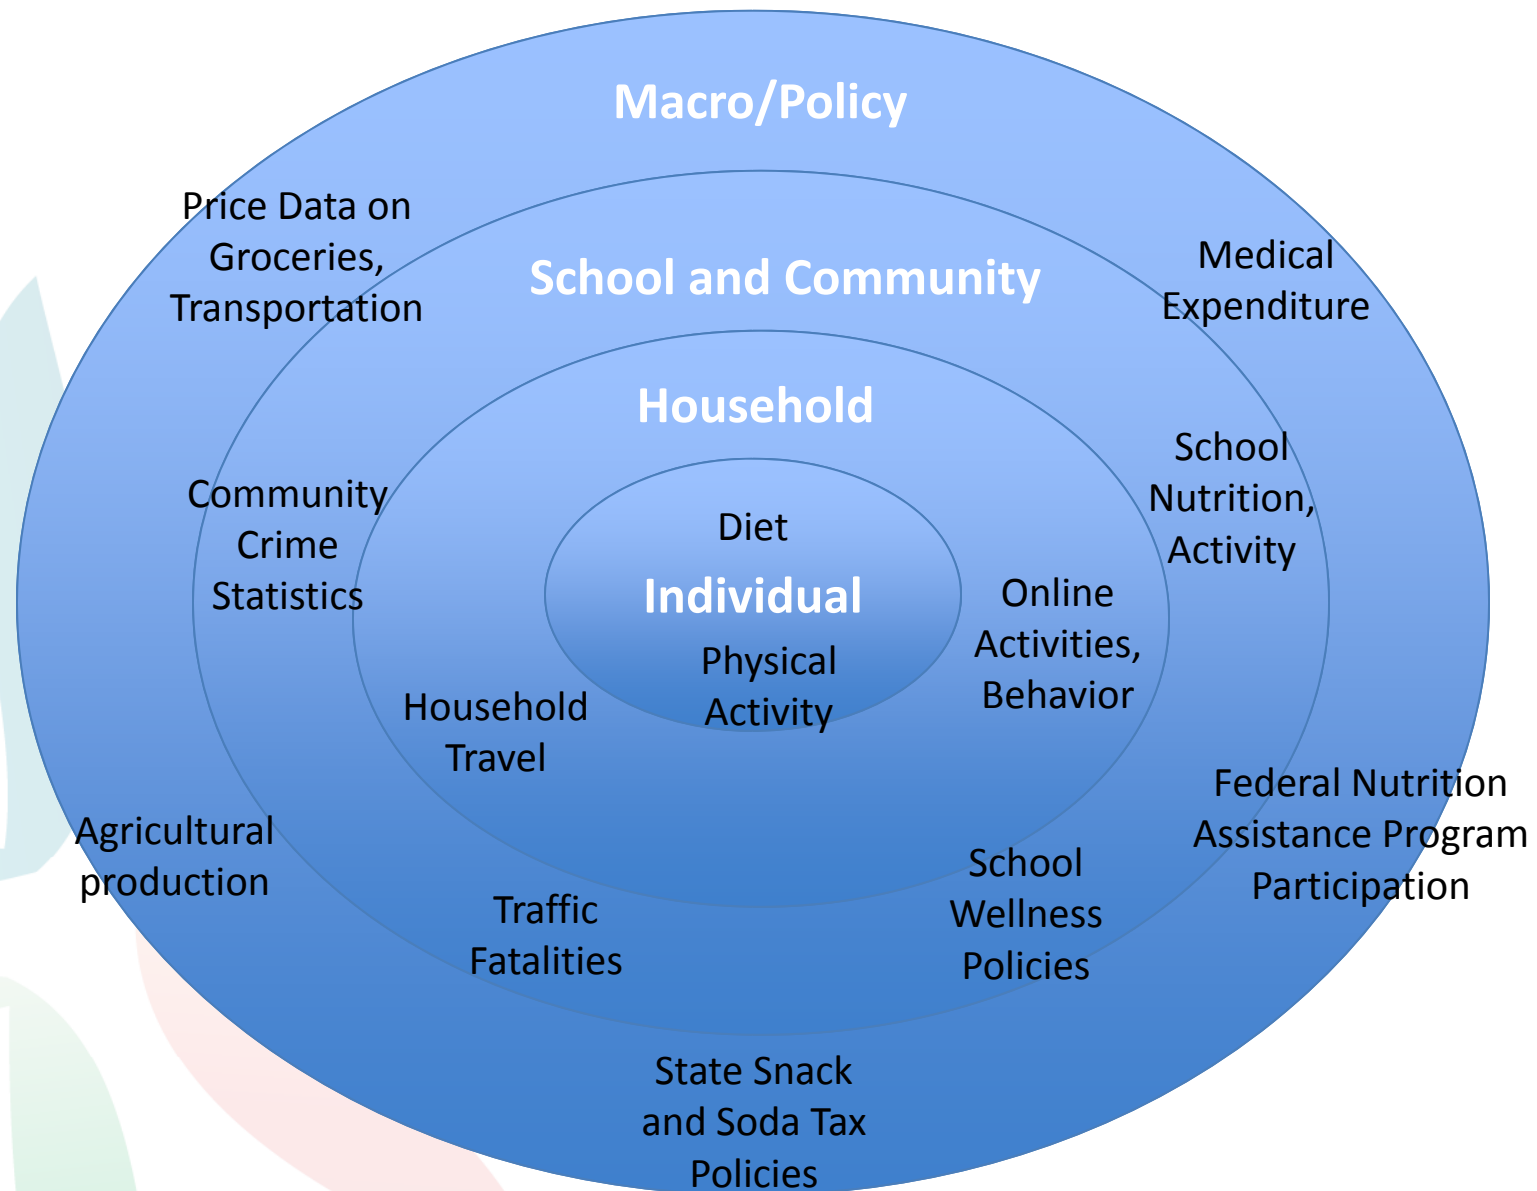 Macro/Policy
Price Data on
Groceries,
Transportation
Medical
Expenditure
School and Community
Household
School
Nutrition,
Activity
Community
Crime
Statistics
Diet
Individual
Physical
Activity
Online
Activities,
Behavior
Household
Travel
Federal Nutrition
Assistance Program
Participation
Agricultural
production
School
Wellness
Policies
Traffic
Fatalities
State Snack
and Soda Tax
Policies